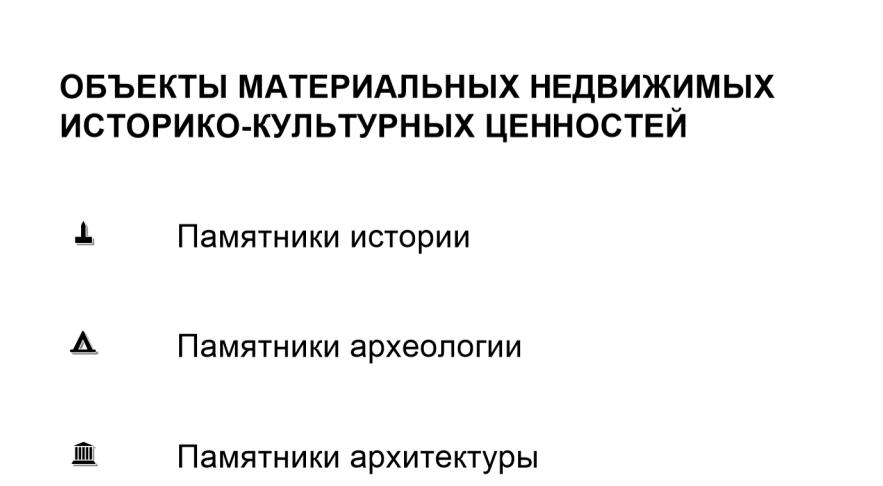 ОБЪЕКТЫ МАТЕРИАЛЬНЫХ НЕДВИЖИМЫХ
ИСТОРИКО-КУЛЬТУРНЫХ ЦЕННОСТЕЙ
Памятники истории
Памятники археологии
Памятники архитектуры